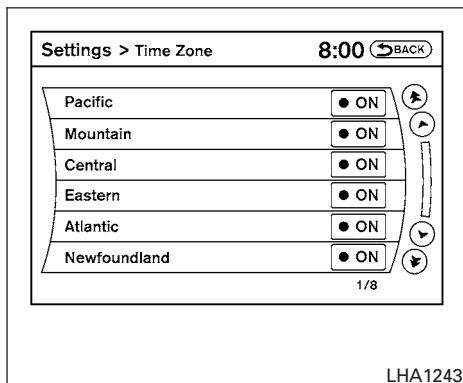 Settings > Time Zone 8:00 BACK
Pacific ● ON
Mountain ● ON
Central ● ON
Eastern ● ON
Atlantic ● ON
Newfoundland ● ON
1/8
LHA1243